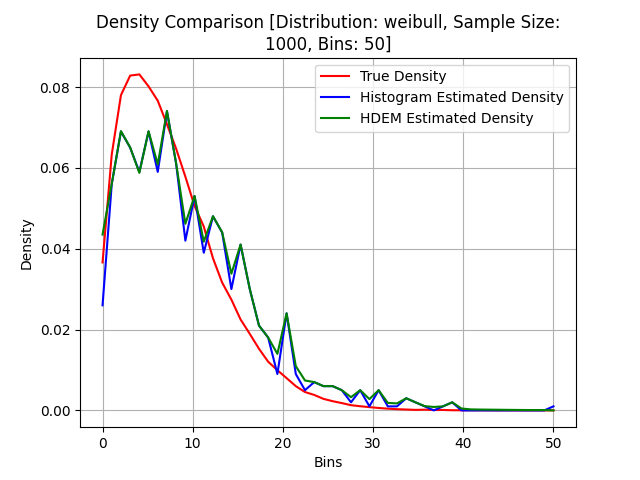 Density Comparison [Distribution: weibull, Sample Size:
1000, Bins: 50]
True Density
Histogram Estimated Density
HDEM Estimated Density
Density
0.08
0.06
0.04
0.02
0.00
0 10 20 30 40 50
Bins